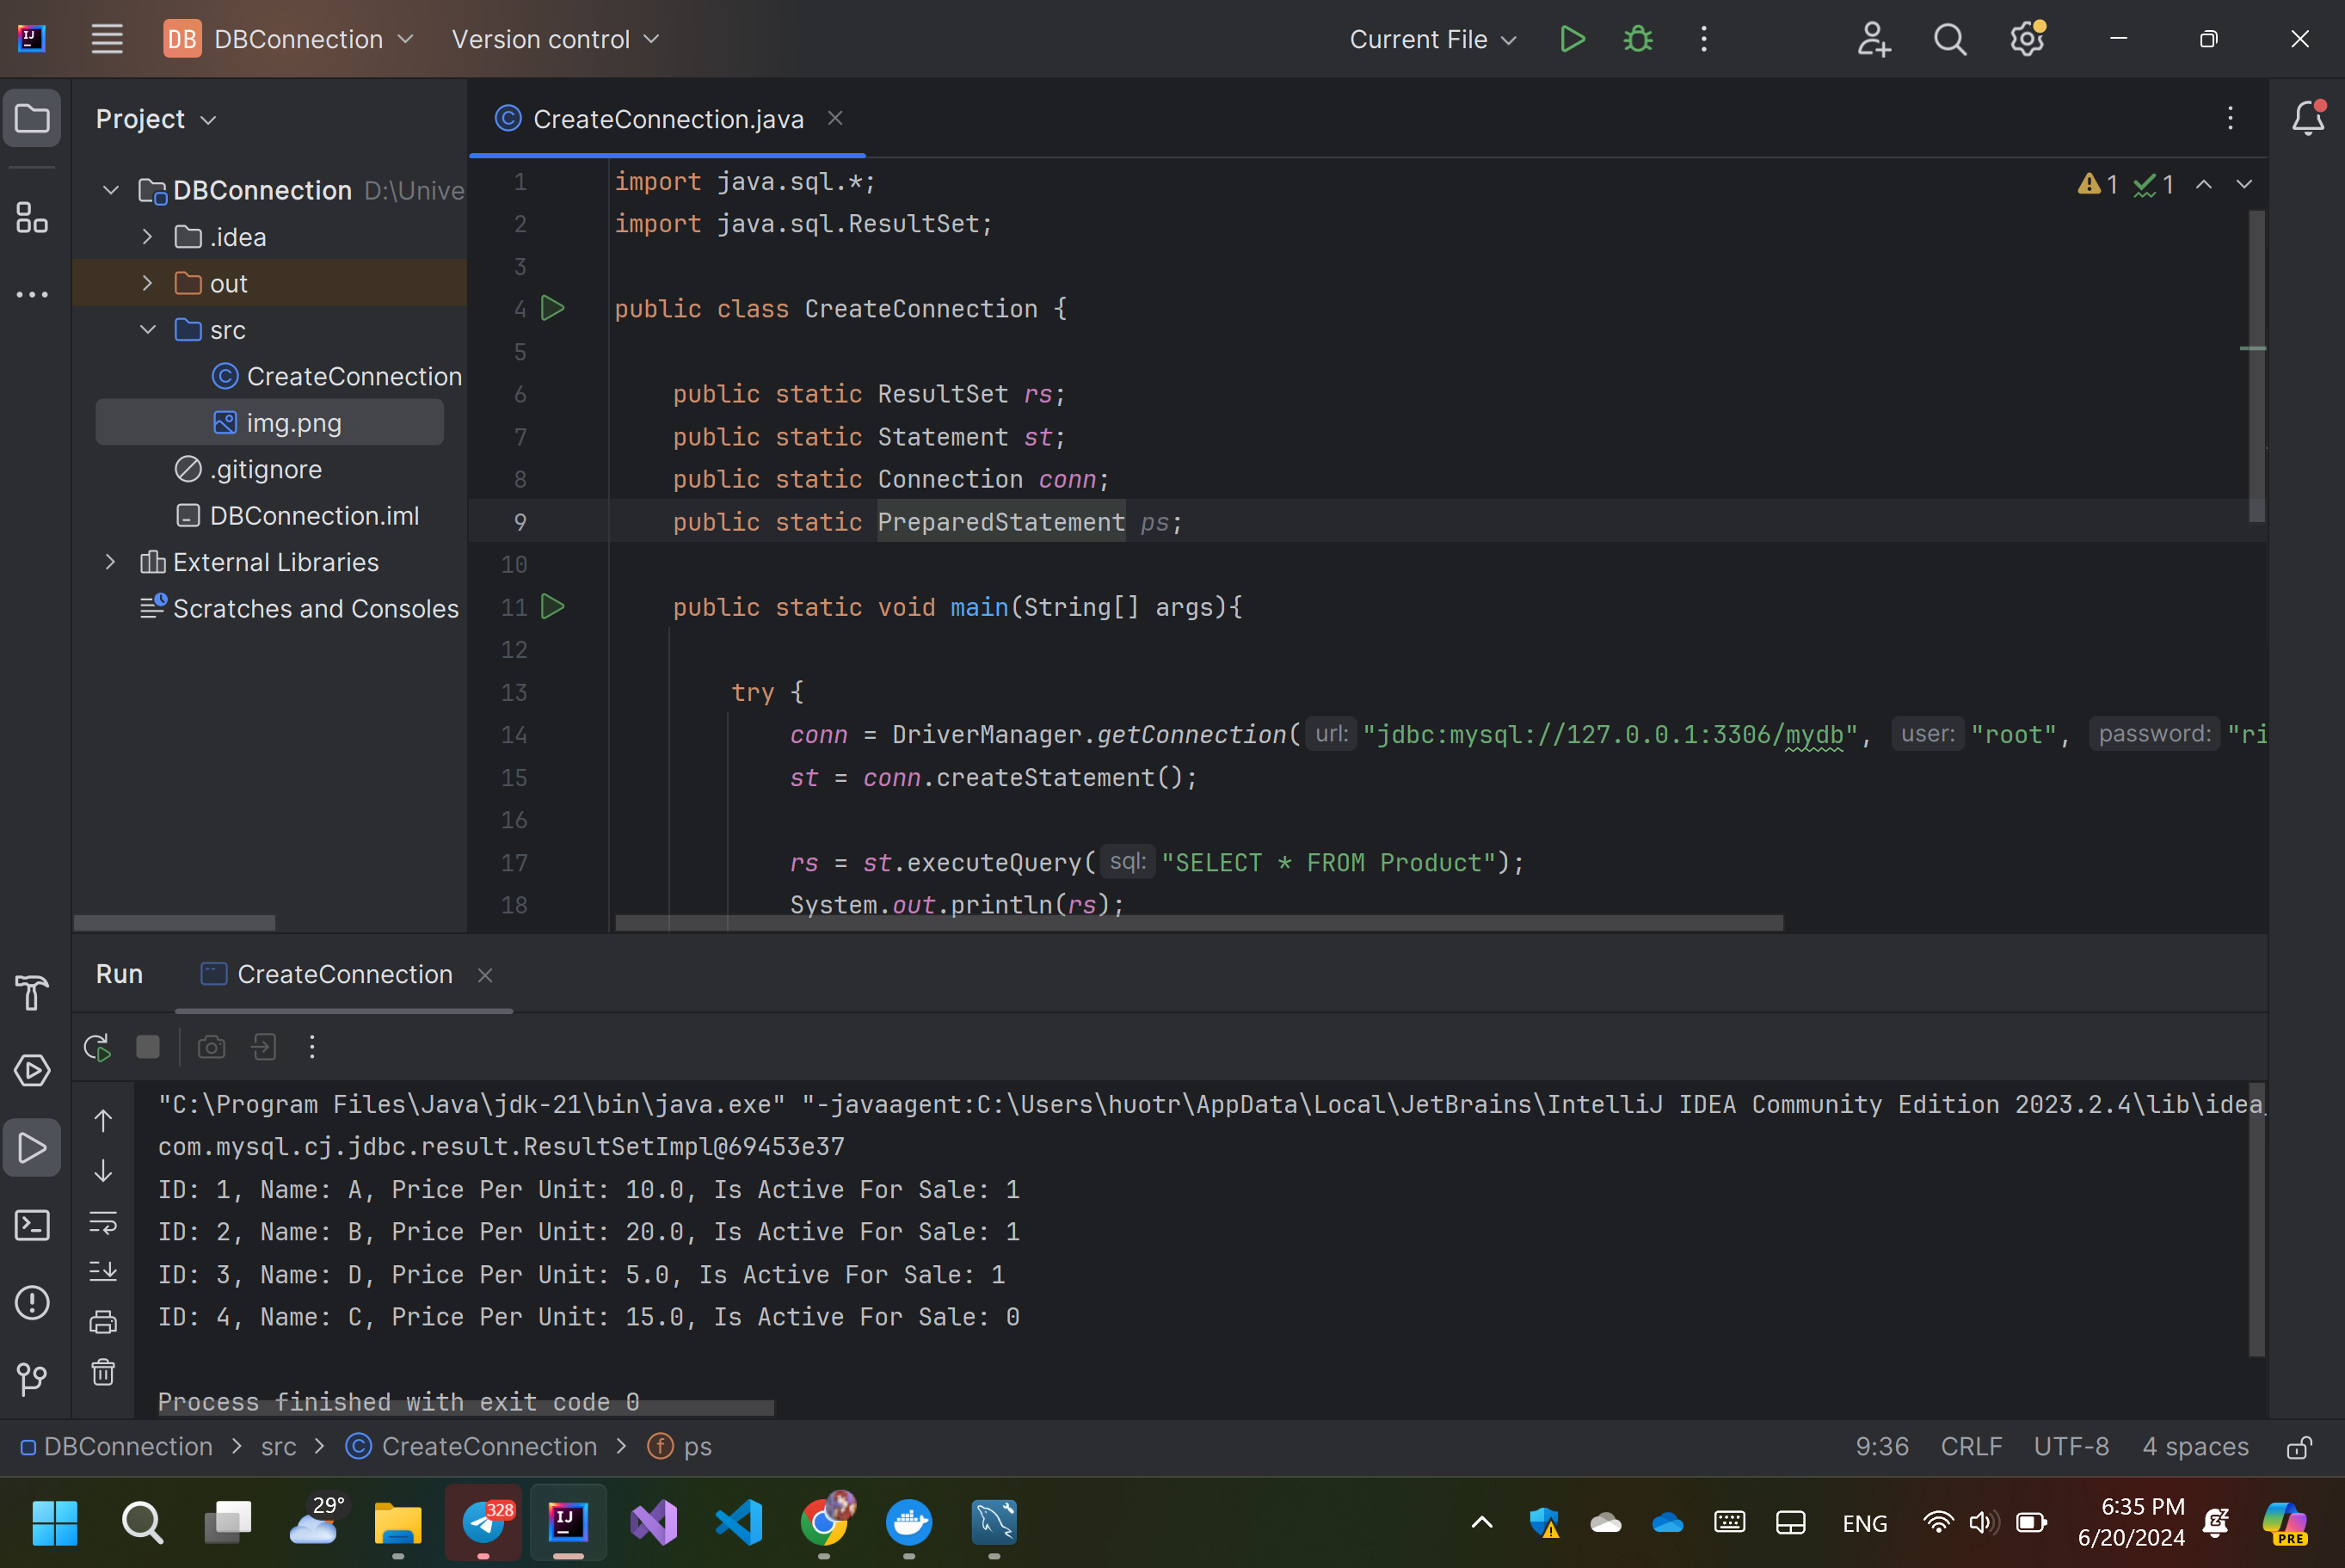 DB DBConnection Version control Current File
Project
CreateConnection.java
DBConnection D:\Unive
.idea
out
src
CreateConnection
img.png
.gitignore
DBConnection.iml
External Libraries
Scratches and Consoles
1 import java.sql.*;
2 import java.sql.ResultSet;
3
4 public class CreateConnection {
5
6 public static ResultSet rs;
7 public static Statement st;
8 public static Connection conn;
9 public static PreparedStatement ps;
10
11 public static void main(String[] args){
12
13 try {
14 conn = DriverManager.getConnection( url: "jdbc:mysql://127.0.0.1:3306/mydb", user: "root", password: "ri
15 st = conn.createStatement();
16
17 rs = st.executeQuery( sql: "SELECT * FROM Product");
18 System.out.println(rs);
1 1
Run CreateConnection
"C:\Program Files\Java\jdk-21\bin\java.exe" "-javaagent:C:\Users\huotr\AppData\Local\JetBrains\IntelliJ IDEA Community Edition 2023.2.4\lib\idea_
com.mysql.cj.jdbc.result.ResultSetImpl@69453e37
ID: 1, Name: A, Price Per Unit: 10.0, Is Active For Sale: 1
ID: 2, Name: B, Price Per Unit: 20.0, Is Active For Sale: 1
ID: 3, Name: D, Price Per Unit: 5.0, Is Active For Sale: 1
ID: 4, Name: C, Price Per Unit: 15.0, Is Active For Sale: 0
Process finished with exit code 0
DBConnection > src > CreateConnection > ps
9:36 CRLF UTF-8 4 spaces
29°
328
IJ
ENG
6:35 PM
6/20/2024
PRE